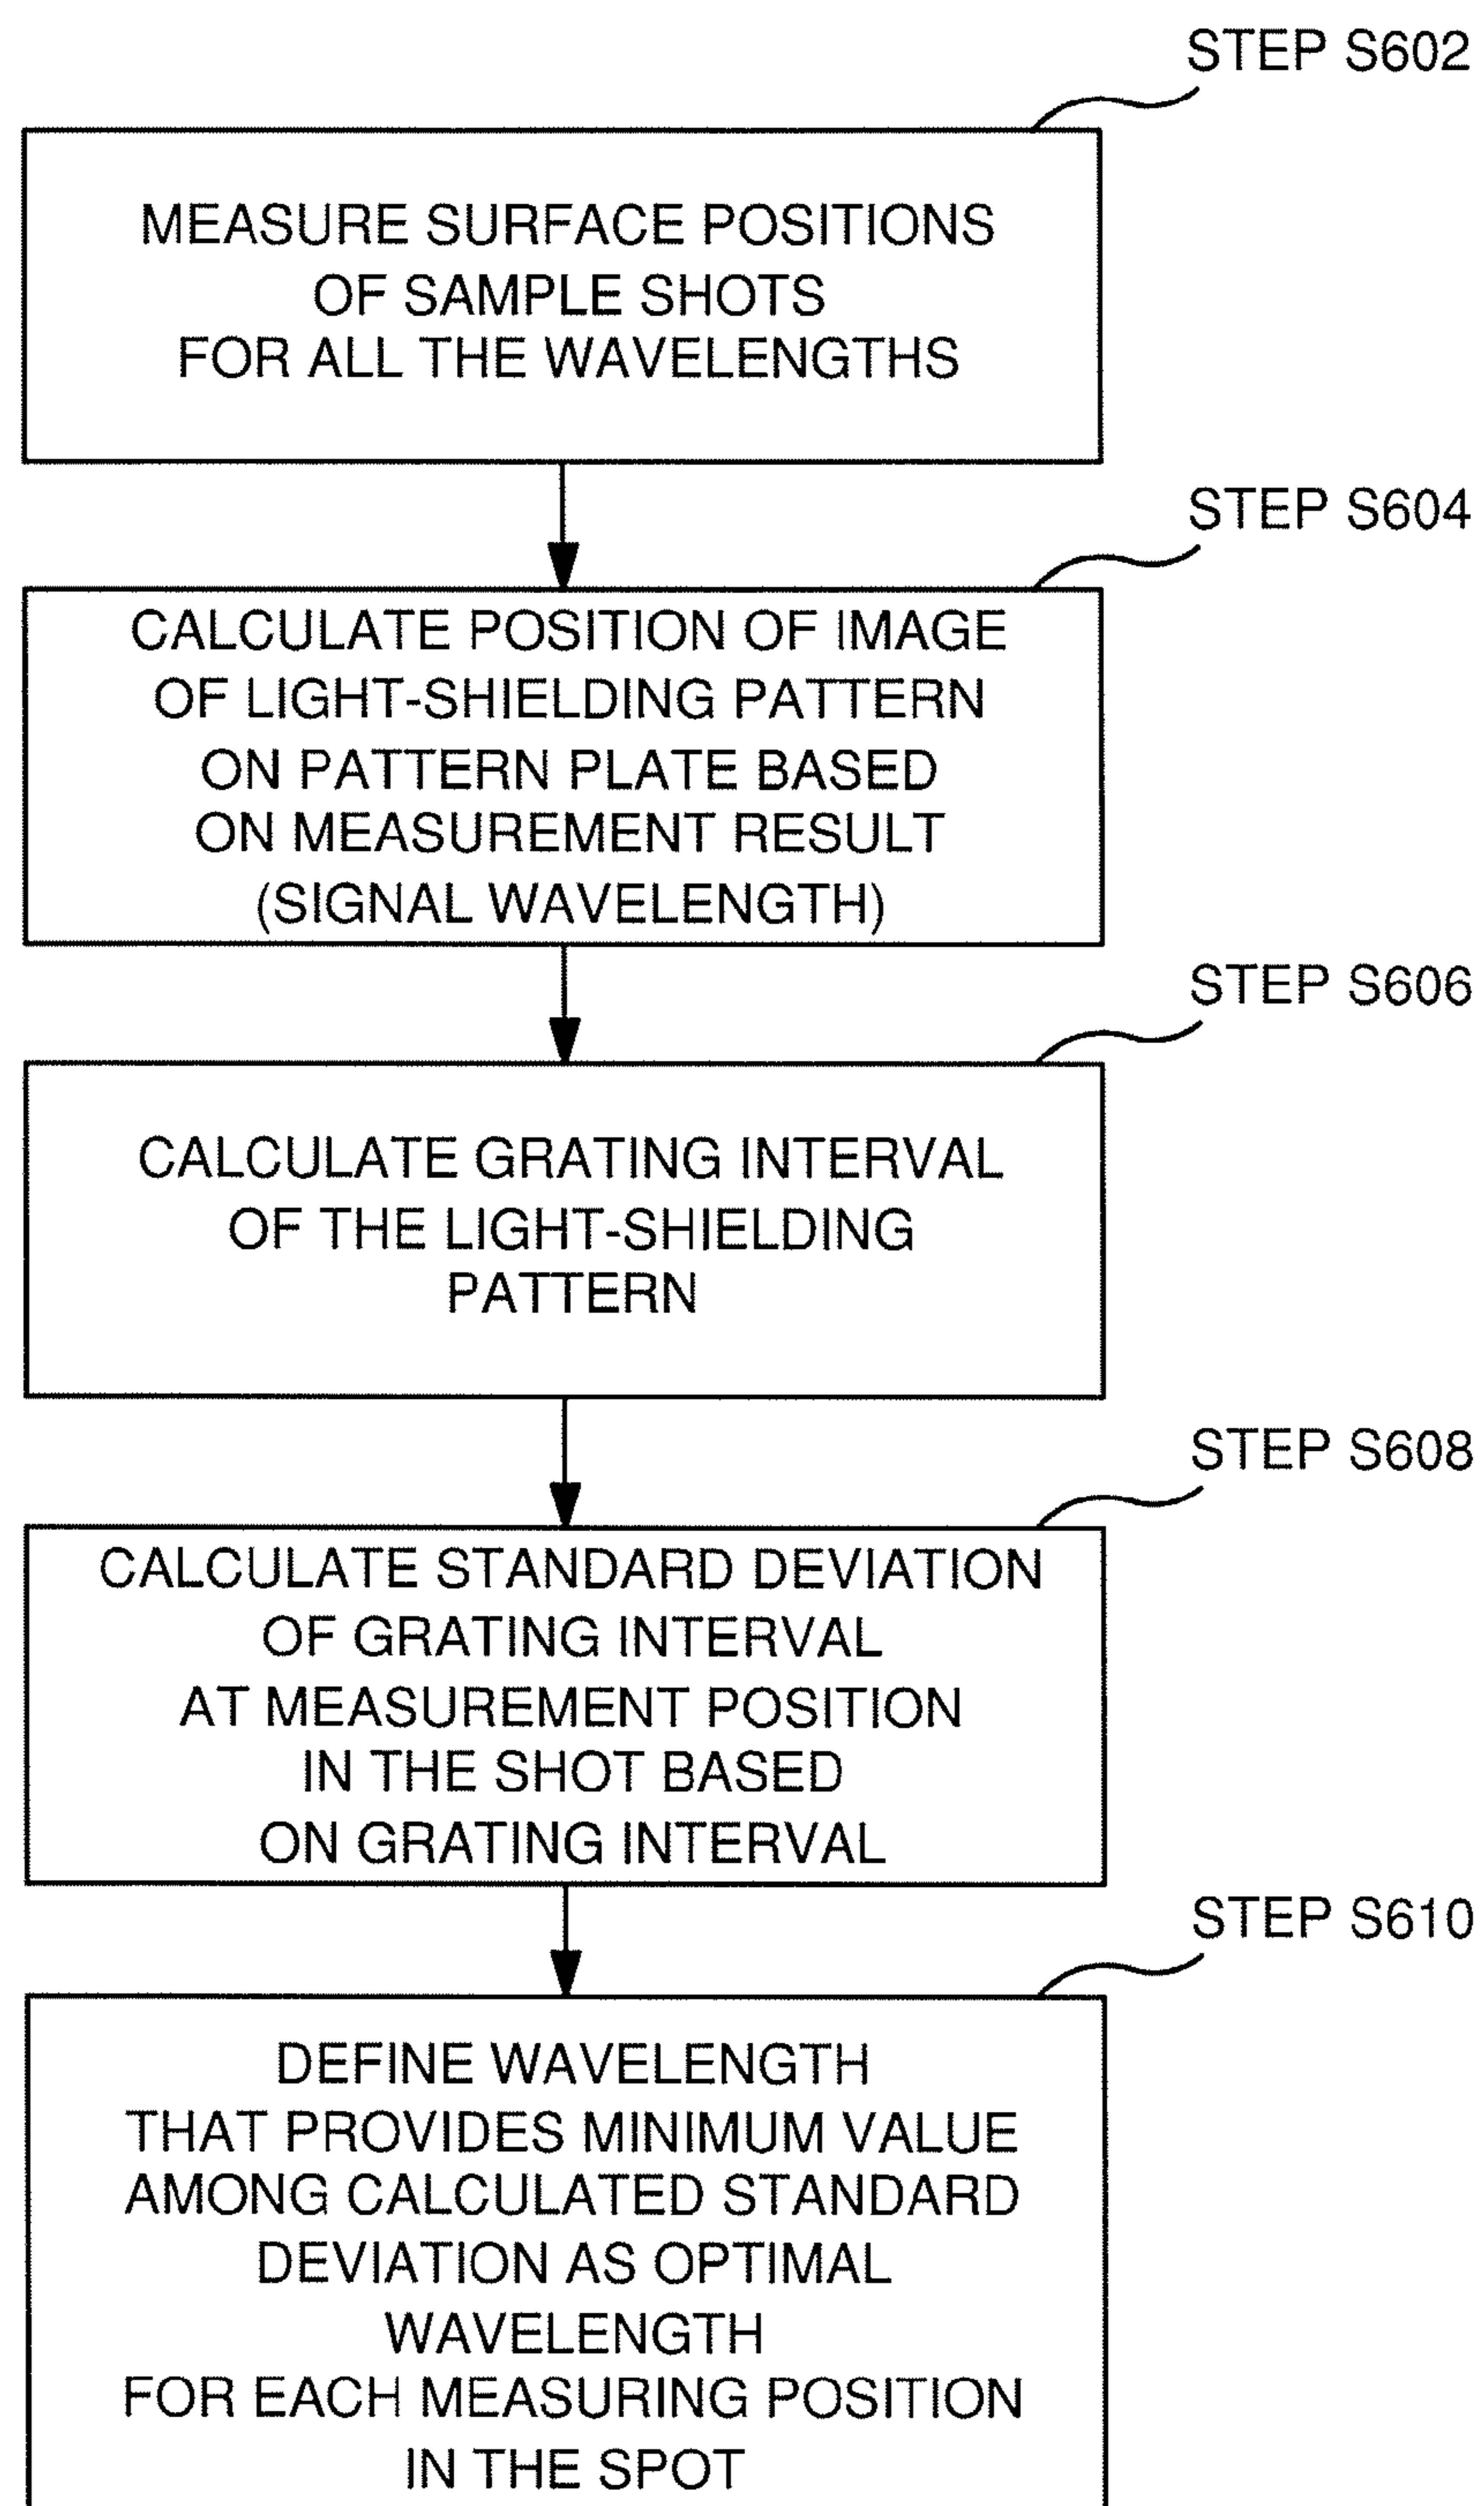 STEP S602
MEASURE SURFACE POSITIONS
OF SAMPLE SHOTS
FOR ALL THE WAVELENGTHS
STEP S604
CALCULATE POSITION OF IMAGE
OF LIGHT-SHIELDING PATTERN
ON PATTERN PLATE BASED
ON MEASUREMENT RESULT
(SIGNAL WAVELENGTH)
STEP S606
CALCULATE GRATING INTERVAL
OF THE LIGHT-SHIELDING
PATTERN
STEP S608
CALCULATE STANDARD DEVIATION
OF GRATING INTERVAL
AT MEASUREMENT POSITION
IN THE SHOT BASED
ON GRATING INTERVAL
STEP S610
DEFINE WAVELENGTH
THAT PROVIDES MINIMUM VALUE
AMONG CALCULATED STANDARD
DEVIATION AS OPTIMAL
WAVELENGTH
FOR EACH MEASURING POSITION
IN THE SPOT